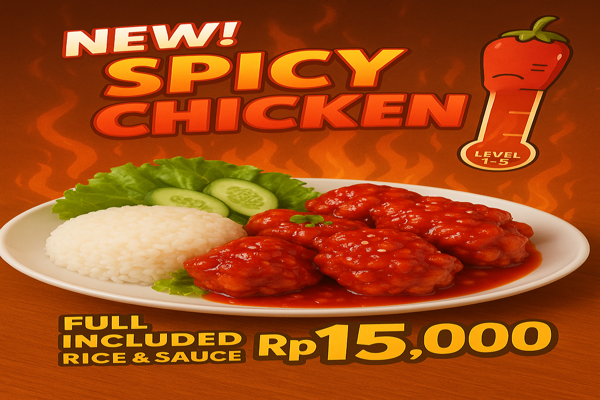 NEW!
SPICY
CHICKEN
LEVEL
1-5
FULL
INCLUDED
RICE & SAUCE
Rp15,000